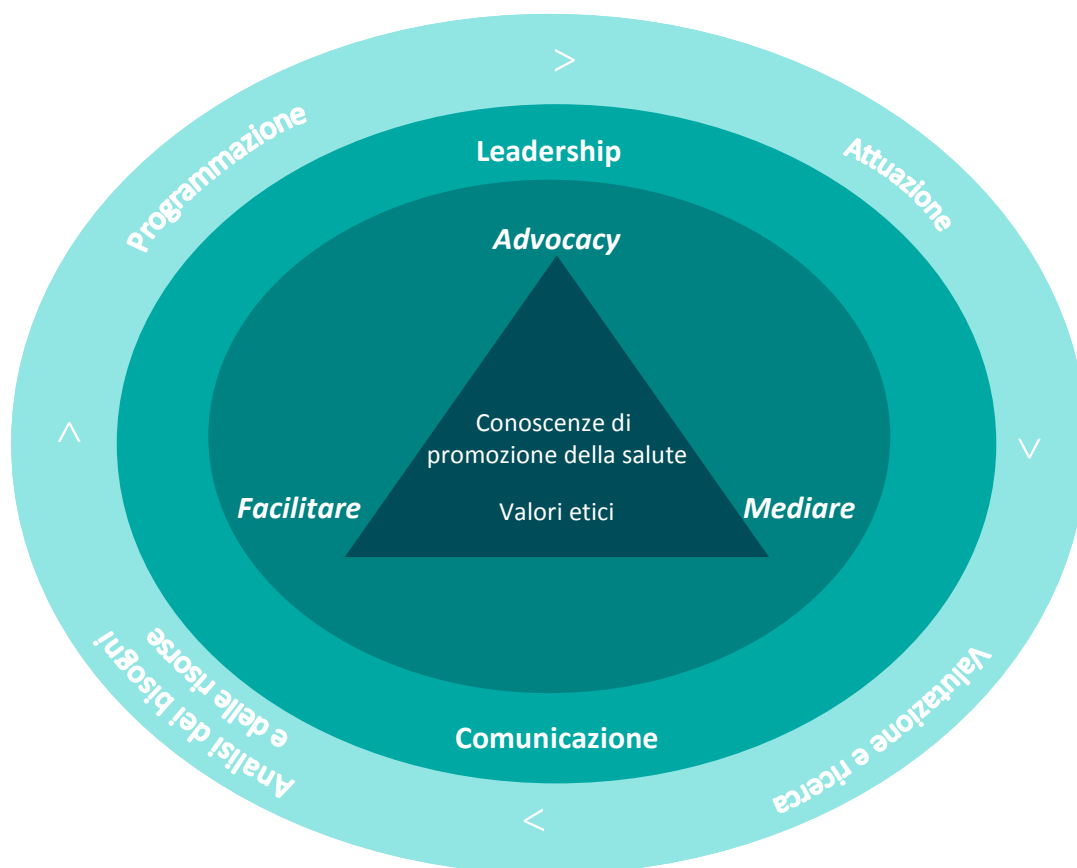 >
Programmazione
Attuazione
Leadership
Advocacy
Conoscenze di
promozione della salute
Valori etici
Facilitare
Mediare
>
>
Analisi dei bisogni
e delle risorse
Comunicazione
Valutazione e ricerca
>